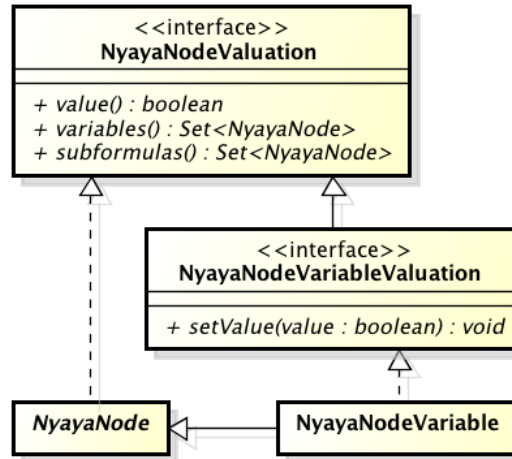 <<interface>>
NyayaNodeValuation
+ value() : boolean
+ variables() : Set<NyayaNode>
+ subformulas() : Set<NyayaNode>
<<interface>>
NyayaNodeVariableValuation
+ setValue(value : boolean) : void
NyayaNode
NyayaNodeVariable